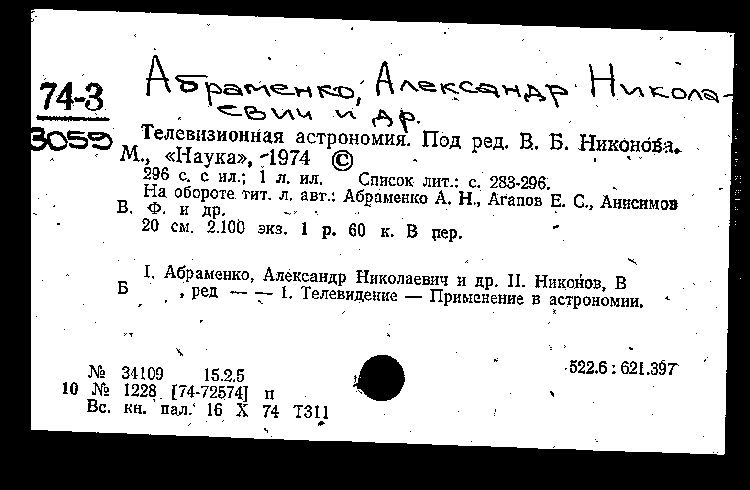 Абраменко, Александр Никола-
евич и др.
74-3
3055
Телевизионная астрономия. Под ред. В. Б. Никонова.
М., «Наука», 1974 ©
296 с. с ил.; 1 л. ил. Список лит.: с. 283-296.
На обороте тит. л. авт.: Абраменко А. Н., Агапов Е. С., Анисимов
В. Ф. и др.
20 см. 2.100 экз. 1 р. 60 к. В пер.
I. Абраменко, Александр Николаевич и др. II. Никонов, В
Б , ред — — 1. Телевидение — Применение в астрономии.
522.6 : 621.397
№ 34109 15.2.5
10 № 1228 [74-72574] п
Вс. кн. пал. 16 X 74 Т311